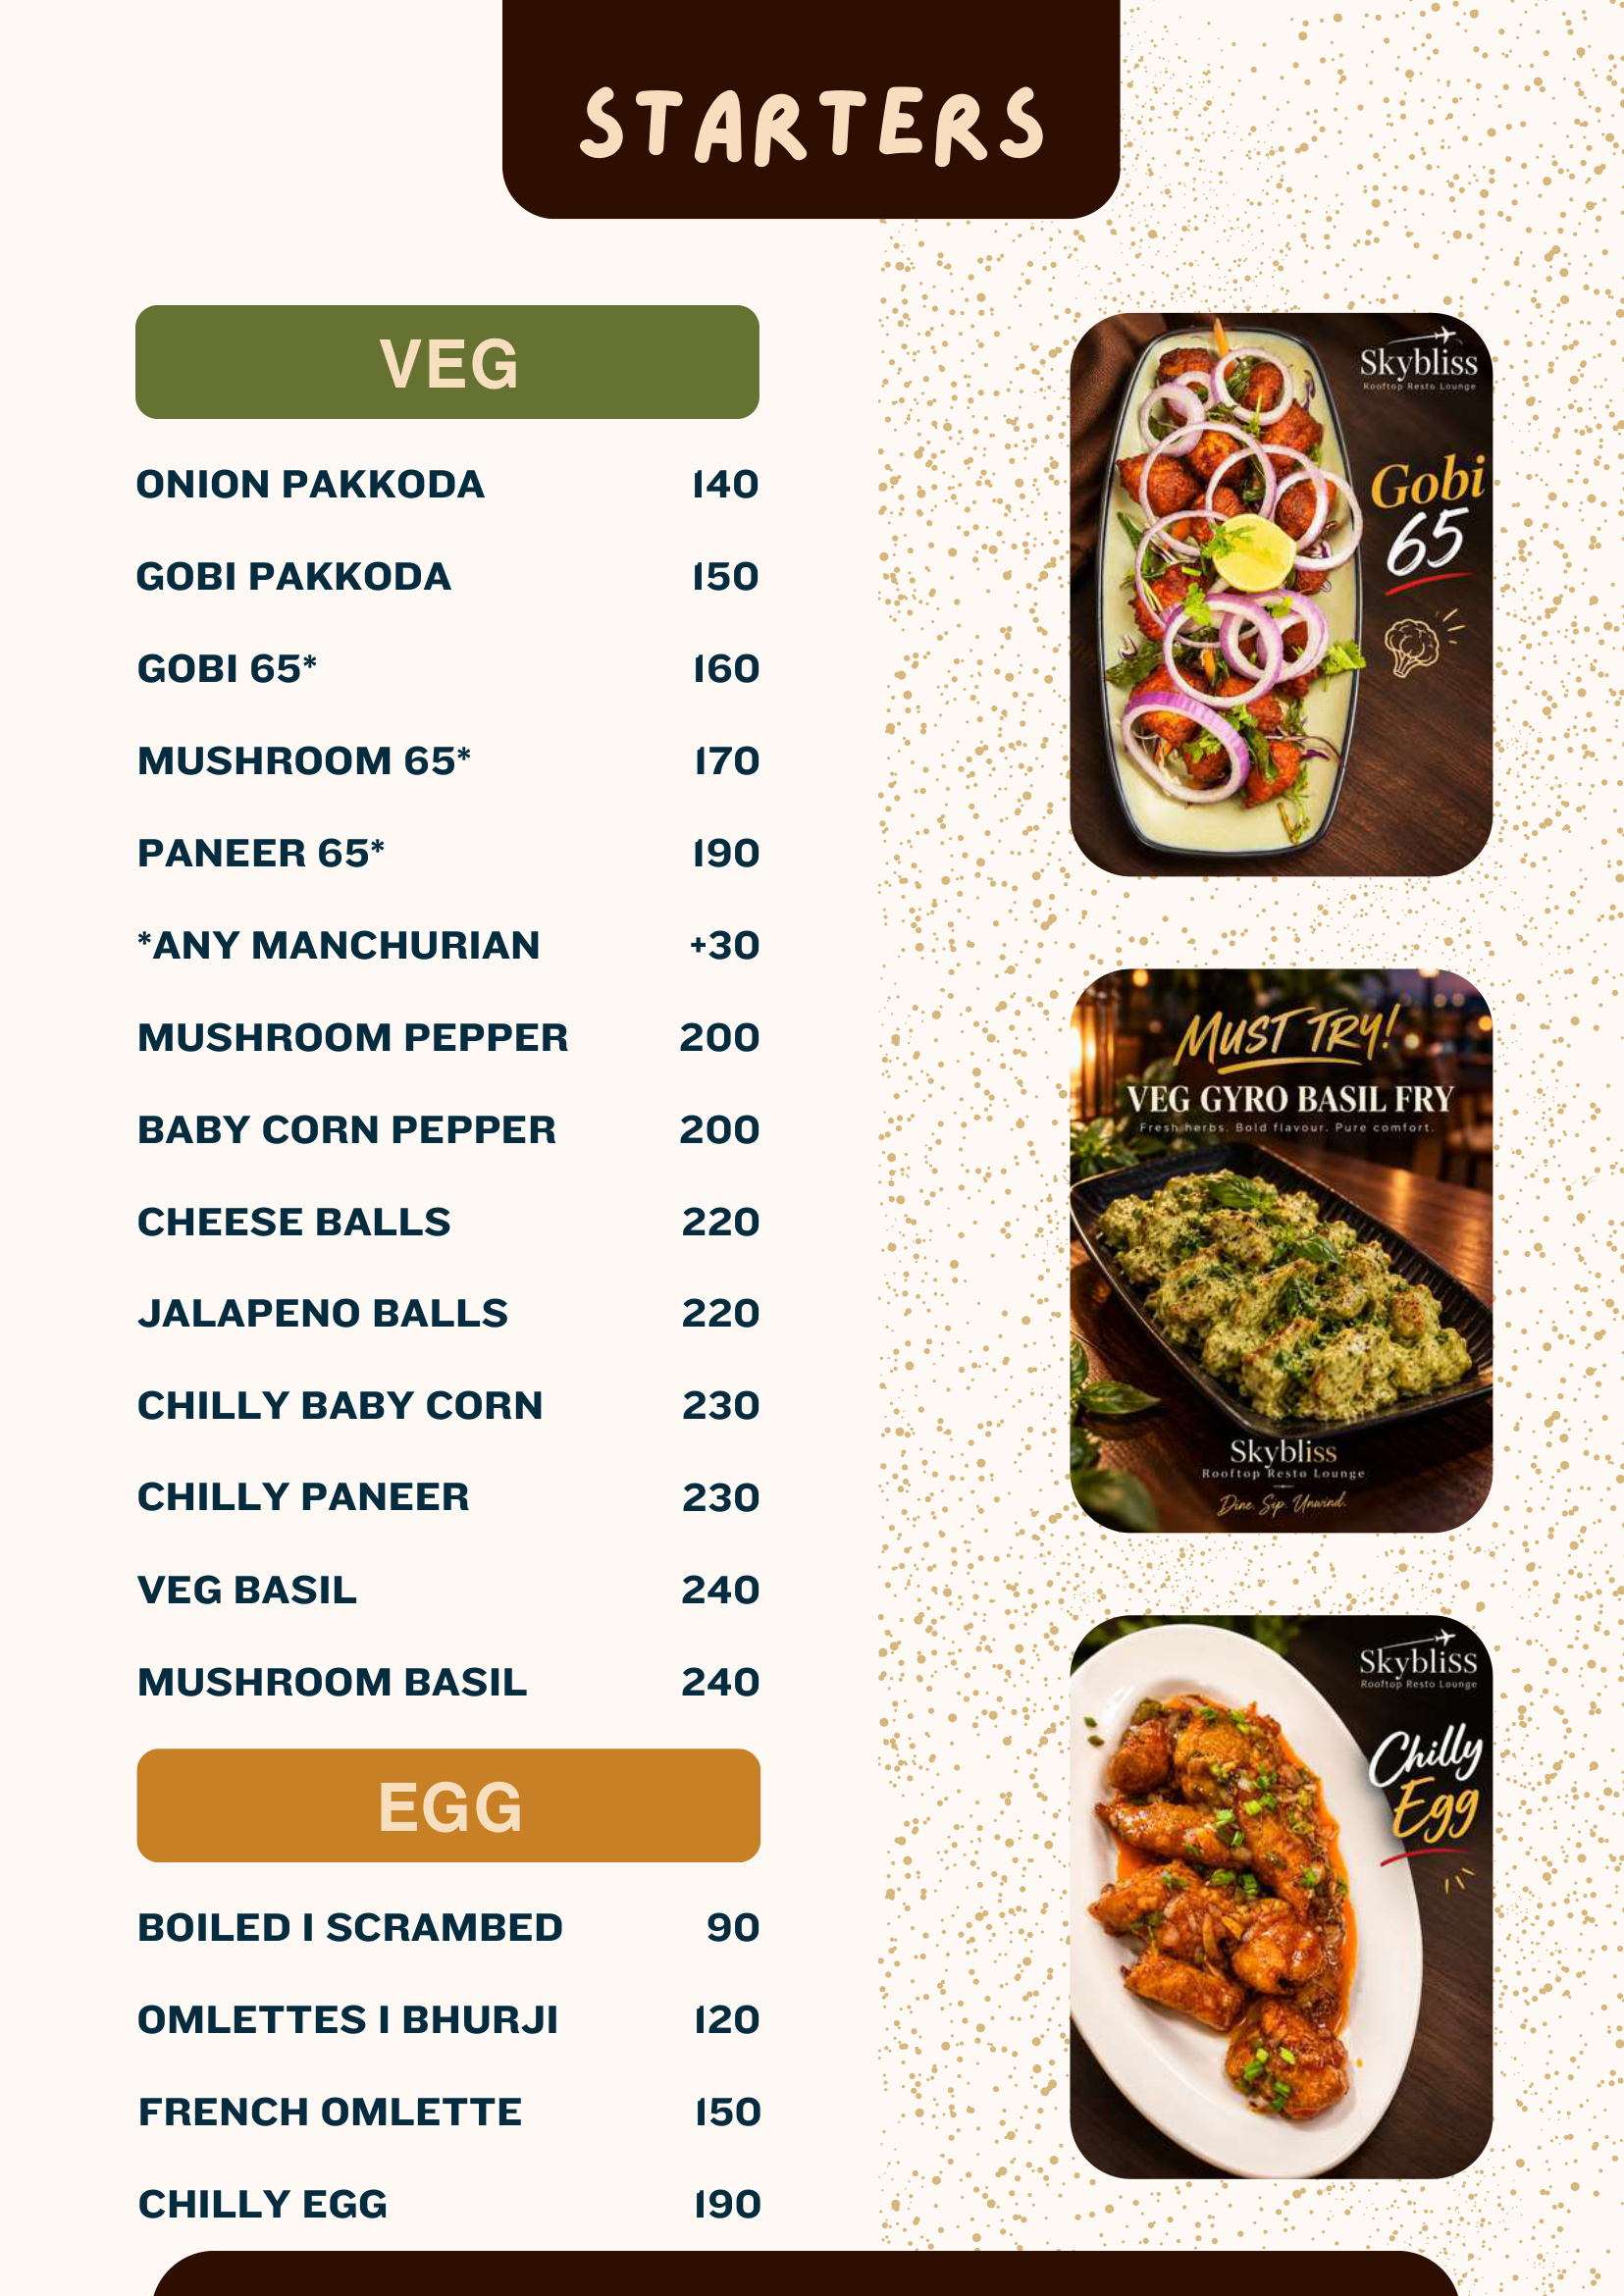 STARTERS
VEG
ONION PAKKODA 140
GOBI PAKKODA 150
GOBI 65* 160
MUSHROOM 65* 170
PANEER 65* 190
*ANY MANCHURIAN +30
MUSHROOM PEPPER 200
BABY CORN PEPPER 200
CHEESE BALLS 220
JALAPENO BALLS 220
CHILLY BABY CORN 230
CHILLY PANEER 230
VEG BASIL 240
MUSHROOM BASIL 240
EGG
BOILED I SCRAMBED 90
OMLETTES I BHURJI 120
FRENCH OMLETTE 150
CHILLY EGG 190
Skybliss
Rooftop Resto Lounge
Gobi
65
MUST TRY!
VEG GYRO BASIL FRY
Fresh herbs. Bold flavour. Pure comfort.
Skybliss
Rooftop Resto Lounge
Dine. Sip. Unwind.
Skybliss
Rooftop Resto Lounge
Chilly
Egg